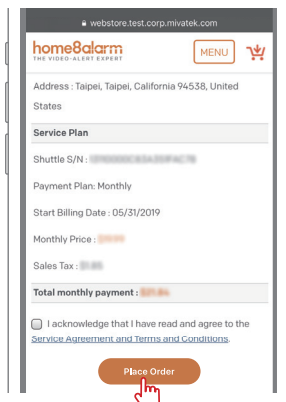 webstore.test.corp.mivatek.com
home8alarm
THE VIDEO-ALERT EXPERT
MENU
Address : Taipei, Taipei, California 94538, United
States
Service Plan
Shuttle S/N :
Payment Plan: Monthly
Start Billing Date : 05/31/2019
Monthly Price :
Sales Tax :
Total monthly payment :
I acknowledge that I have read and agree to the
Service Agreement and Terms and Conditions.
Place Order